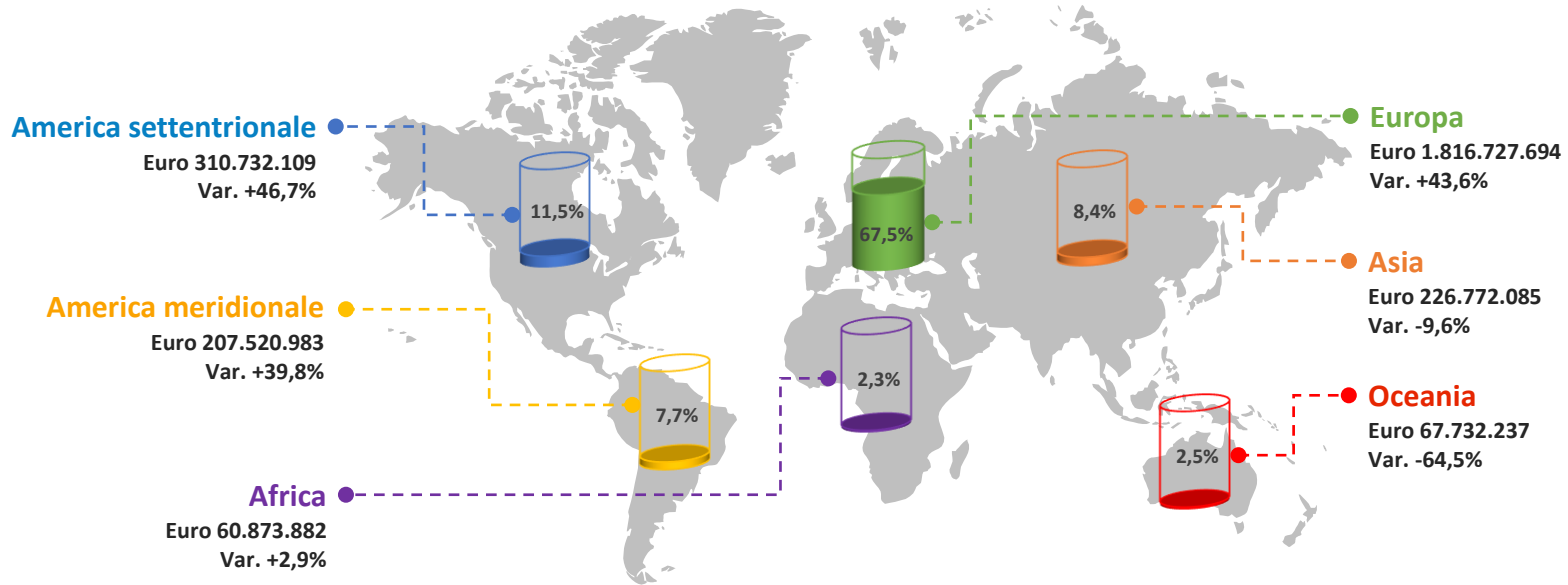 America settentrionale
Euro 310.732.109
Var. +46,7%
11,5%
America meridionale
Euro 207.520.983
Var. +39,8%
7,7%
Africa
Euro 60.873.882
Var. +2,9%
2,3%
Europa
Euro 1.816.727.694
Var. +43,6%
67,5%
Asia
Euro 226.772.085
Var. -9,6%
8,4%
Oceania
Euro 67.732.237
Var. -64,5%
2,5%